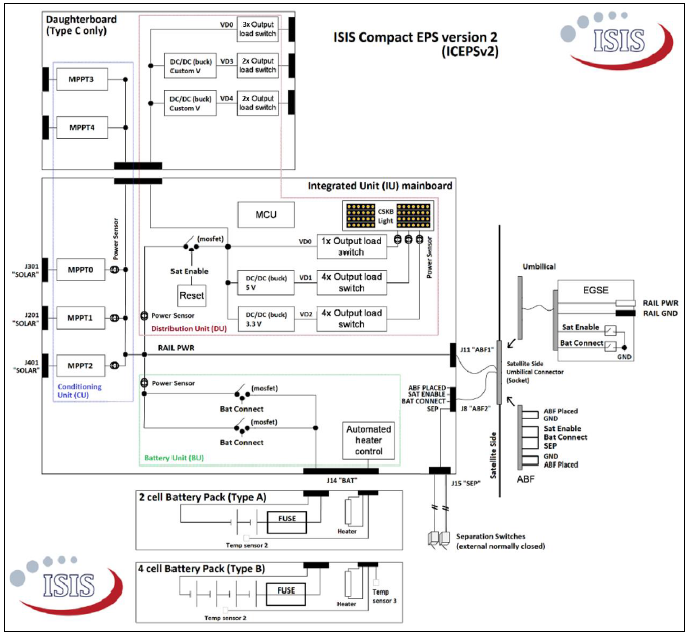 Daughterboard
(Type C only)
ISIS Compact EPS version 2
(ICEPSv2)
ISIS
VD0
3x Output
load switch
MPPT3
DC/DC (buck)
Custom V
VD3
2x Output
load switch
MPPT4
DC/DC (buck)
Custom V
VD4
2x Output
load switch
Integrated Unit (IU) mainboard
MCU
CSKB
Light
Power Sensor
(mosfet)
VD0
1x Output load
switch
Power Sensor
J301
"SOLAR"
MPPT0
Sat Enable
Reset
DC/DC (buck)
5 V
VD1
4x Output load
switch
Umbilical
EGSE
RAIL PWR
RAIL GND
Sat Enable
Bat Connect
GND
J201
"SOLAR"
MPPT1
Power Sensor
DC/DC (buck)
3.3 V
VD2
4x Output load
switch
Distribution Unit (DU)
RAIL PWR
J11 "ABF1"
Satellite Side
Umbilical Connector
(Socket)
J401
"SOLAR"
MPPT2
Conditioning
Unit (CU)
Power Sensor
(mosfet)
Bat Connect
(mosfet)
Bat Connect
ABF PLACED
SAT ENABLE
BAT CONNECT
SEP
J8 "ABF2"
Automated
heater
control
Battery Unit (BU)
Satellite Side
ABF Placed
GND
Sat Enable
Bat Connect
SEP
GND
ABF Placed
ABF
J14 "BAT"
J15 "SEP"
2 cell Battery Pack (Type A)
FUSE
Heater
Temp sensor 2
Separation Switches
(external normally closed)
4 cell Battery Pack (Type B)
FUSE
Heater
Temp
sensor 3
Temp sensor 2
ISIS